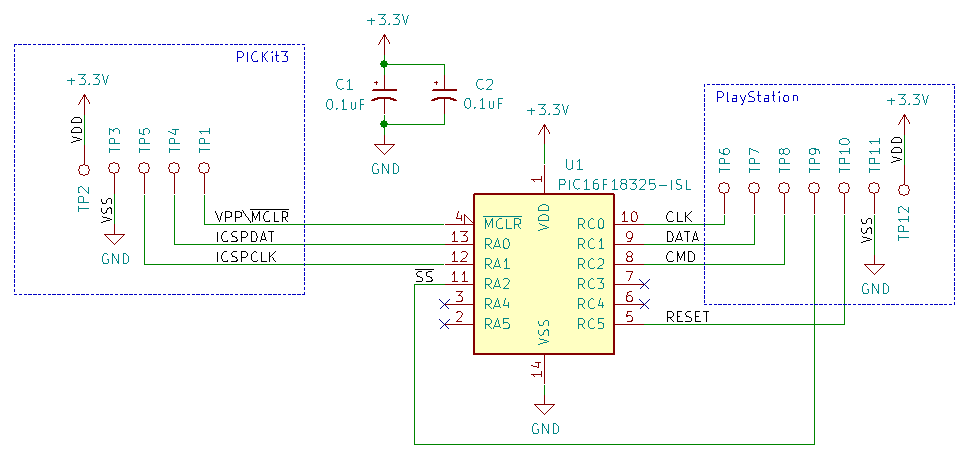 +3.3V
PICKit3
+3.3V
VDD
TP2
TP3
VSS
GND
TP5
TP4
TP1
VPP\MCLR
ICSPDAT
ICSPCLK
C1
0.1uF
C2
0.1uF
GND
+3.3V
U1
PIC16F18325-ISL
1
VDD
4 MCLR
13 RA0
12 RA1
SS
11 RA2
3 RA4
2 RA5
RC0 10 CLK
RC1 9 DATA
RC2 8 CMD
RC3 7
RC4 6
RC5 5 RESET
VSS
14
GND
PlayStation
+3.3V
TP6
TP7
TP8
TP9
TP10
TP11
VDD
TP12
VSS
GND